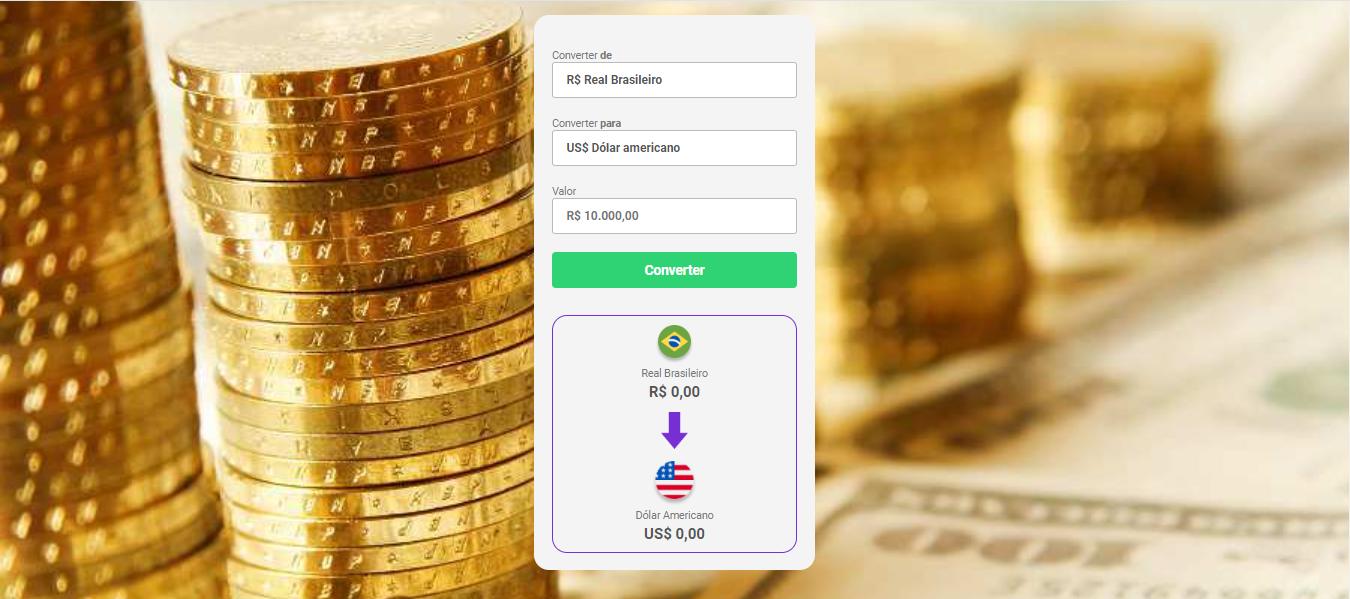 Converter de
R$ Real Brasileiro
Converter para
US$ Dólar americano
Valor
R$ 10.000,00
Converter
Real Brasileiro
R$ 0,00
Dólar Americano
US$ 0,00
100